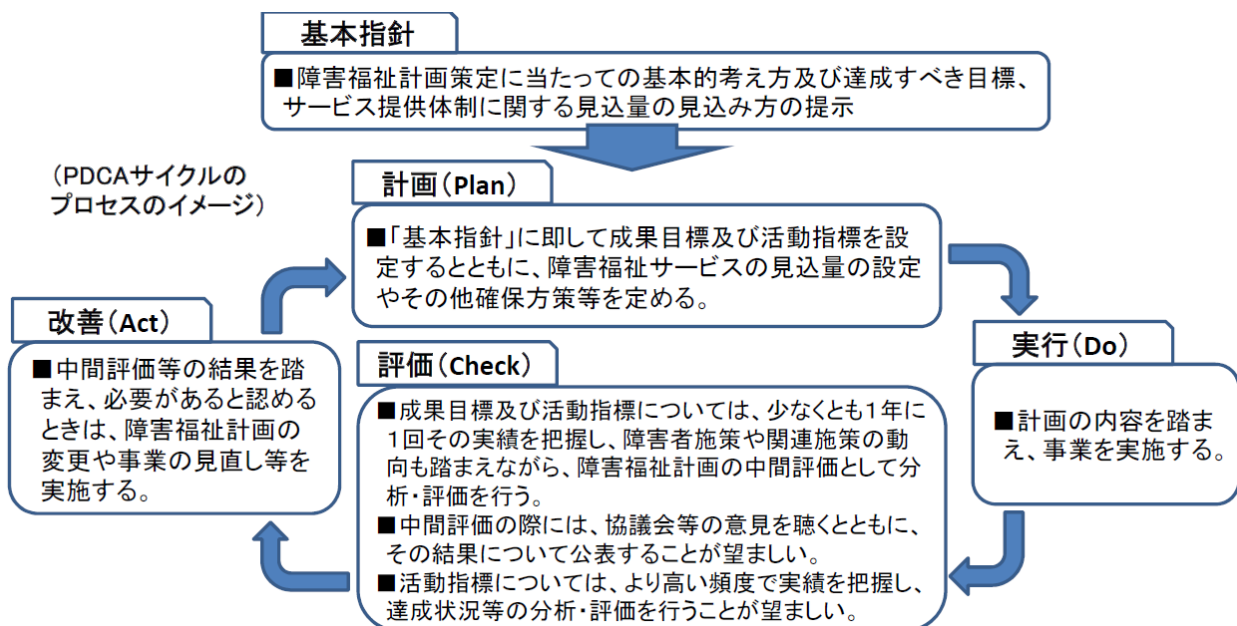 基本指針
■障害福祉計画策定に当たっての基本的考え方及び達成すべき目標、
サービス提供体制に関する見込量の見込み方の提示
(PDCAサイクルの
プロセスのイメージ)
計画(Plan)
■「基本指針」に即して成果目標及び活動指標を設
定するとともに、障害福祉サービスの見込量の設定
やその他確保方策等を定める。
改善(Act)
■中間評価等の結果を踏
まえ、必要があると認める
ときは、障害福祉計画の
変更や事業の見直し等を
実施する。
評価(Check)
■成果目標及び活動指標については、少なくとも1年に
1回その実績を把握し、障害者施策や関連施策の動
向も踏まえながら、障害福祉計画の中間評価として分
析・評価を行う。
■中間評価の際には、協議会等の意見を聴くとともに、
その結果について公表することが望ましい。
■活動指標については、より高い頻度で実績を把握し、
達成状況等の分析・評価を行うことが望ましい。
実行(Do)
■計画の内容を踏ま
え、事業を実施する。